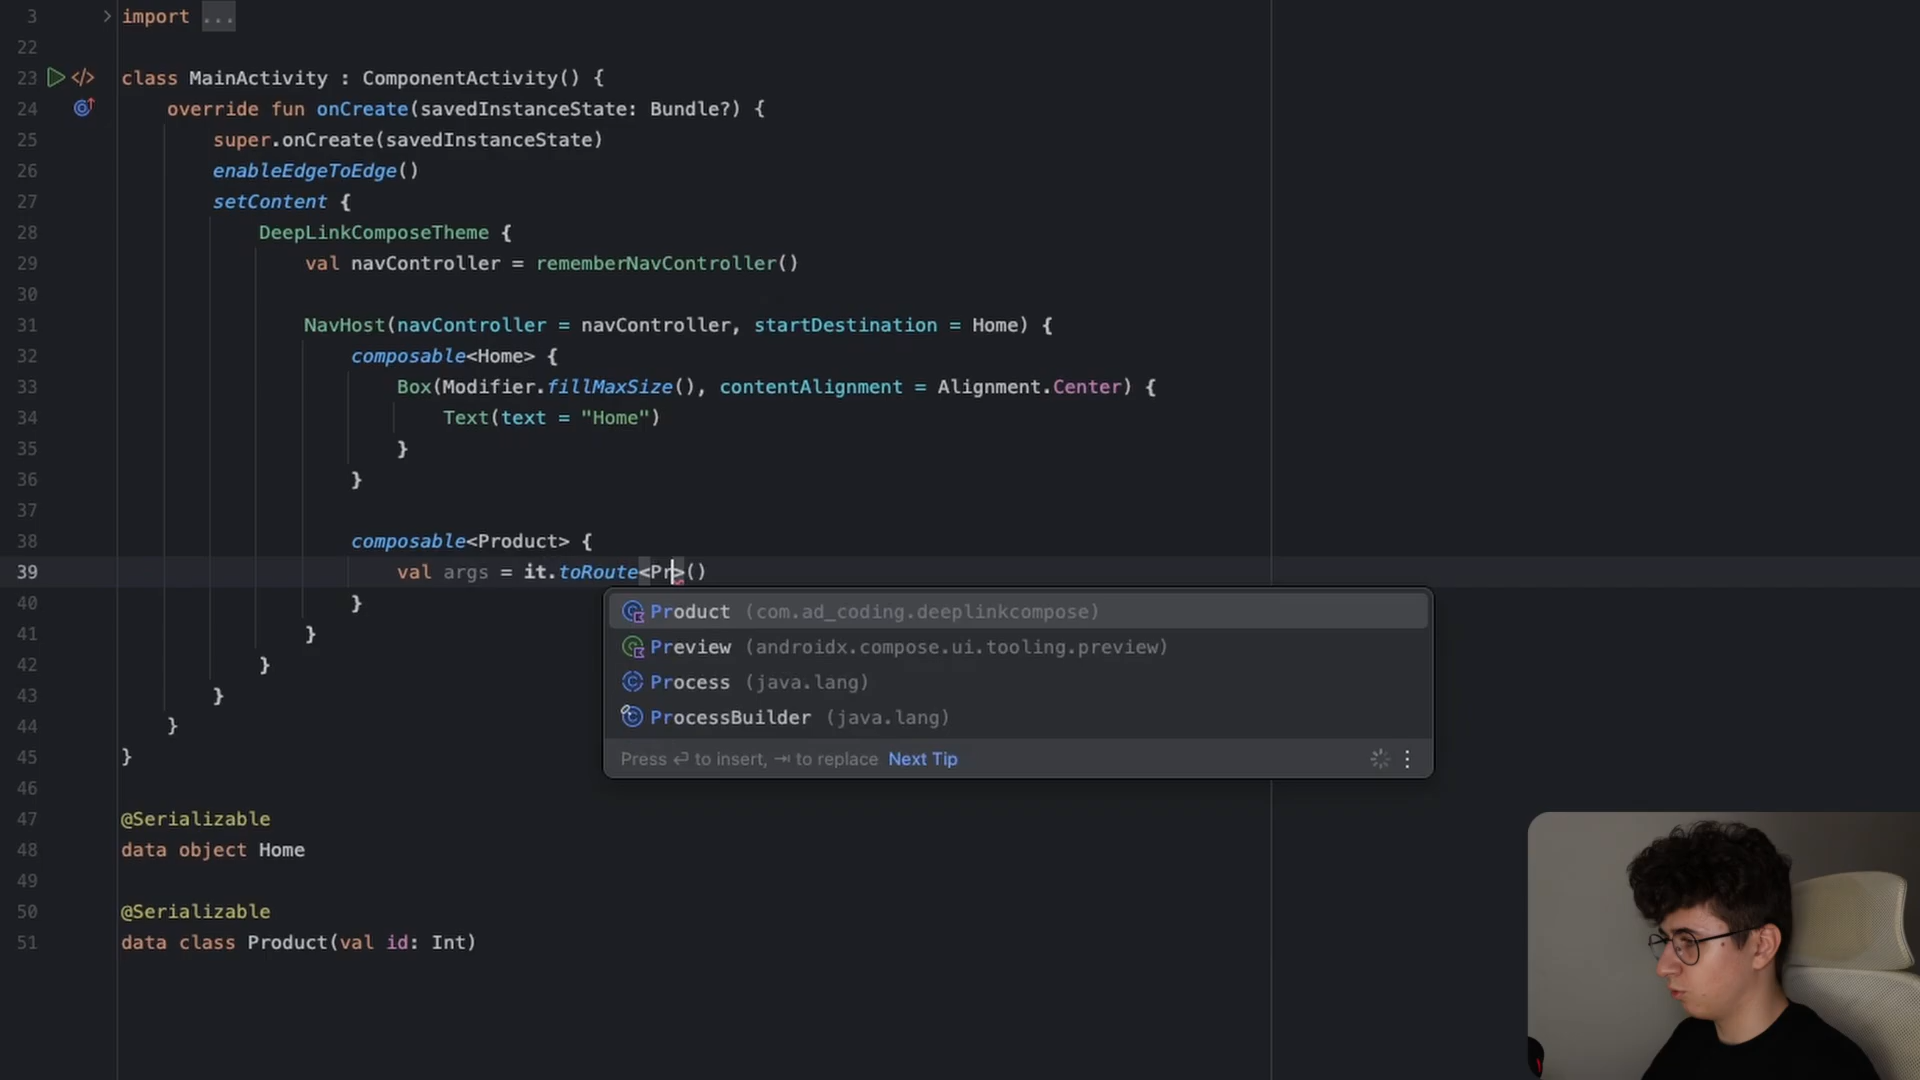 3 import ...
22
23 class MainActivity : ComponentActivity() {
24 override fun onCreate(savedInstanceState: Bundle?) {
25 super.onCreate(savedInstanceState)
26 enableEdgeToEdge()
27 setContent {
28 DeepLinkComposeTheme {
29 val navController = rememberNavController()
30
31 NavHost(navController = navController, startDestination = Home) {
32 composable<Home> {
33 Box(Modifier.fillMaxSize(), contentAlignment = Alignment.Center) {
34 Text(text = "Home")
35 }
36 }
37
38 composable<Product> {
39 val args = it.toRoute<Pr>()
40 }
Product (com.ad_coding.deeplinkcompose)
41 }
Preview (androidx.compose.ui.tooling.preview)
42 }
Process (java.lang)
43 }
ProcessBuilder (java.lang)
44 }
45 }
Press ⏎ to insert, ⇥ to replace Next Tip
46
47 @Serializable
48 data object Home
49
50 @Serializable
51 data class Product(val id: Int)